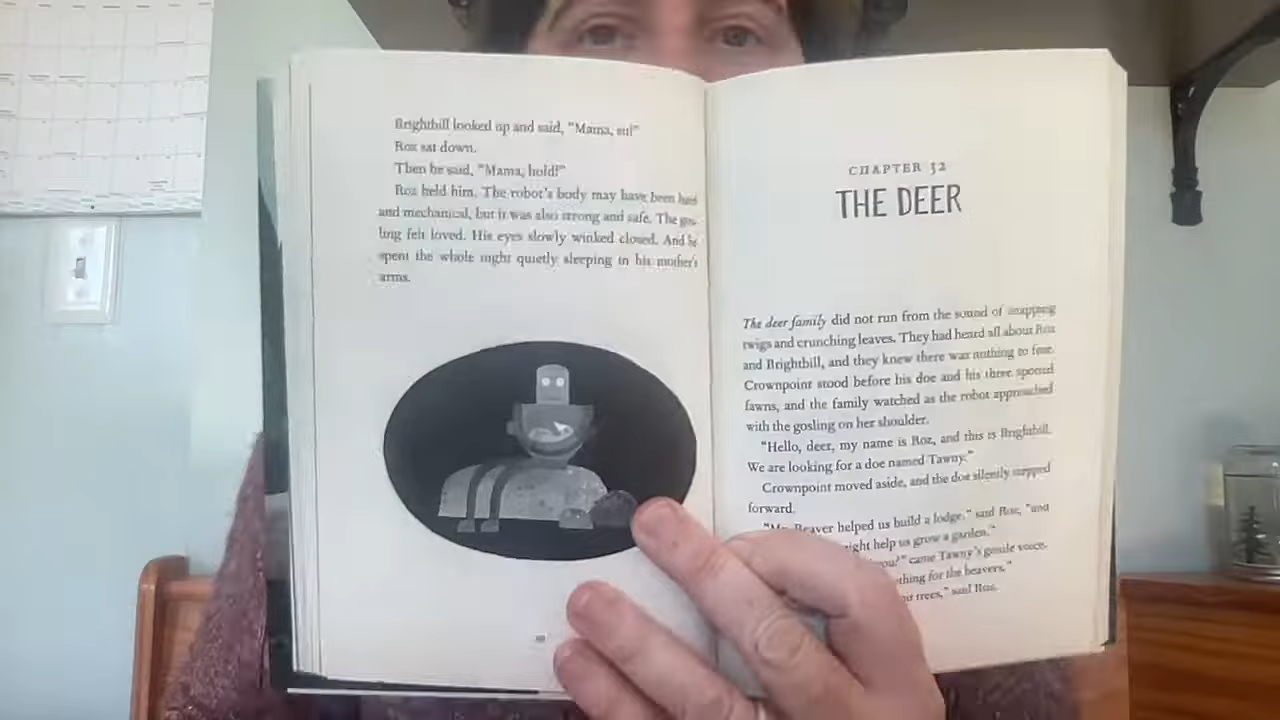 Brightbill looked up and said, "Mama, sit!"
Roz sat down.
Then he said, "Mama, hold!"
Roz held him. The robot's body may have been hard
and mechanical, but it was also strong and safe. The gos-
ling felt loved. His eyes slowly winked closed. And he
spent the whole night quietly sleeping in his mother's
arms.
CHAPTER 32
THE DEER
The deer family did not run from the sound of snapping
twigs and crunching leaves. They had heard all about Roz
and Brightbill, and they knew there was nothing to fear.
Crownpoint stood before his doe and his three spotted
fawns, and the family watched as the robot approached
with the gosling on her shoulder.
"Hello, deer, my name is Roz, and this is Brightbill.
We are looking for a doe named Tawny."
Crownpoint moved aside, and the doe silently stepped
forward.
"Mr. Beaver helped us build a lodge," said Roz, "and
might help us grow a garden."
you?" came Tawny's gentle voice.
thing for the beavers."
trees," said Roz.